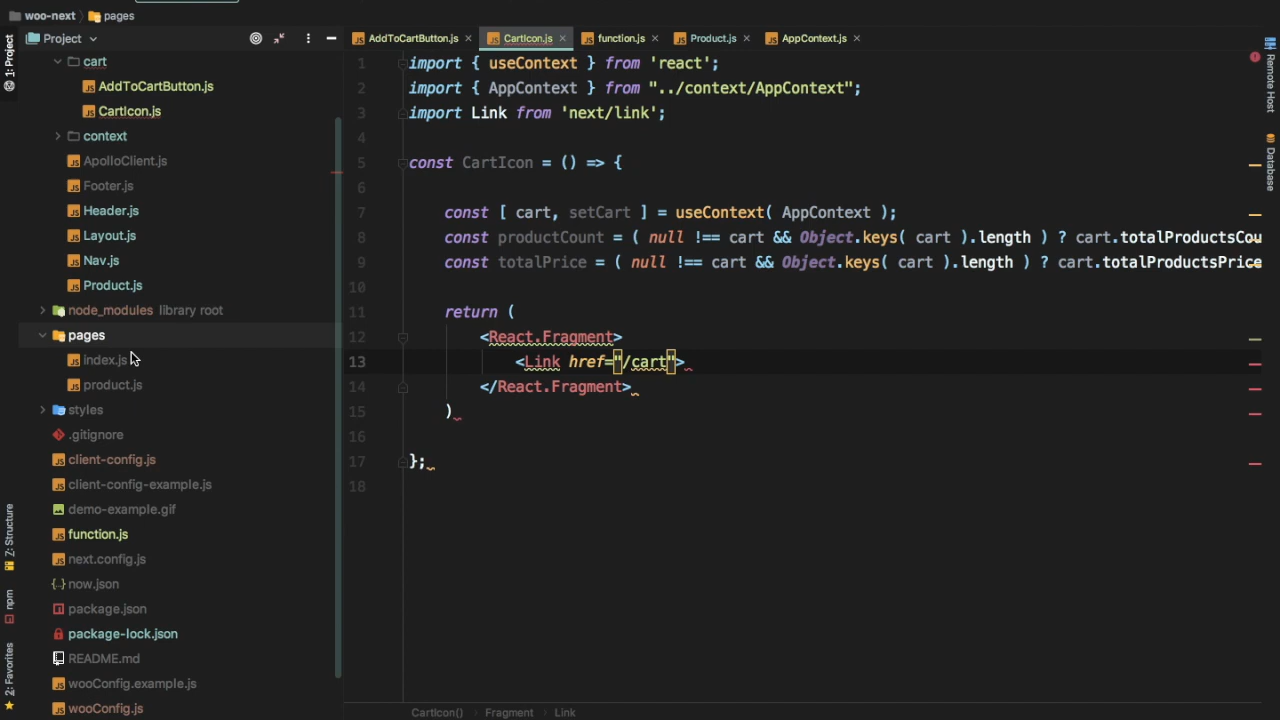 woo-next pages
1: Project
Project
cart
AddToCartButton.js
CartIcon.js
context
ApolloClient.js
Footer.js
Header.js
Layout.js
Nav.js
Product.js
node_modules library root
pages
index.js
product.js
styles
.gitignore
client-config.js
client-config-example.js
demo-example.gif
function.js
next.config.js
now.json
package.json
package-lock.json
README.md
wooConfig.example.js
wooConfig.js
Z: Structure
npm
2: Favorites
AddToCartButton.js CartIcon.js function.js Product.js AppContext.js
1 import { useContext } from 'react';
2 import { AppContext } from "../context/AppContext";
3 import Link from 'next/link';
4
5 const CartIcon = () => {
6
7 const [ cart, setCart ] = useContext( AppContext );
8 const productCount = ( null !== cart && Object.keys( cart ).length ) ? cart.totalProductsCou
9 const totalPrice = ( null !== cart && Object.keys( cart ).length ) ? cart.totalProductsPrice
10
11 return (
12 <React.Fragment>
13 <Link href="/cart">
14 </React.Fragment>
15 )
16
17 };
18
CartIcon() Fragment Link
Remote Host
Database